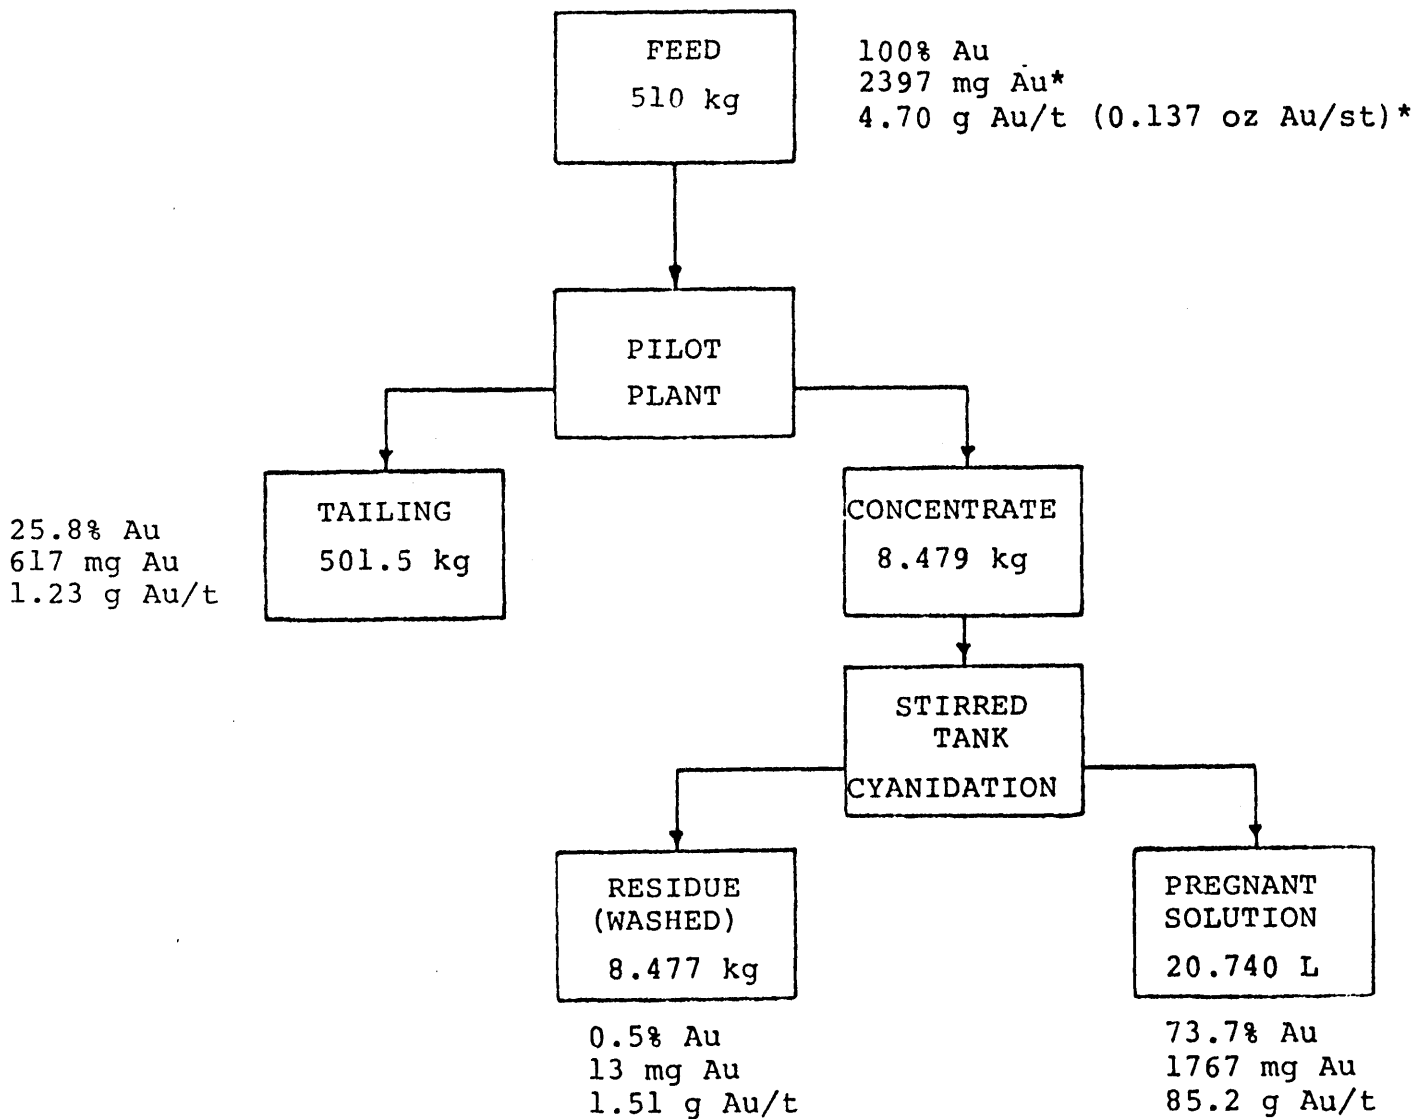 FEED
510 kg
100% Au
2397 mg Au*
4.70 g Au/t (0.137 oz Au/st)*
PILOT
PLANT
TAILING
501.5 kg
25.8% Au
617 mg Au
1.23 g Au/t
CONCENTRATE
8.479 kg
STIRRED
TANK
CYANIDATION
RESIDUE
(WASHED)
8.477 kg
0.5% Au
13 mg Au
1.51 g Au/t
PREGNANT
SOLUTION
20.740 L
73.7% Au
1767 mg Au
85.2 g Au/t